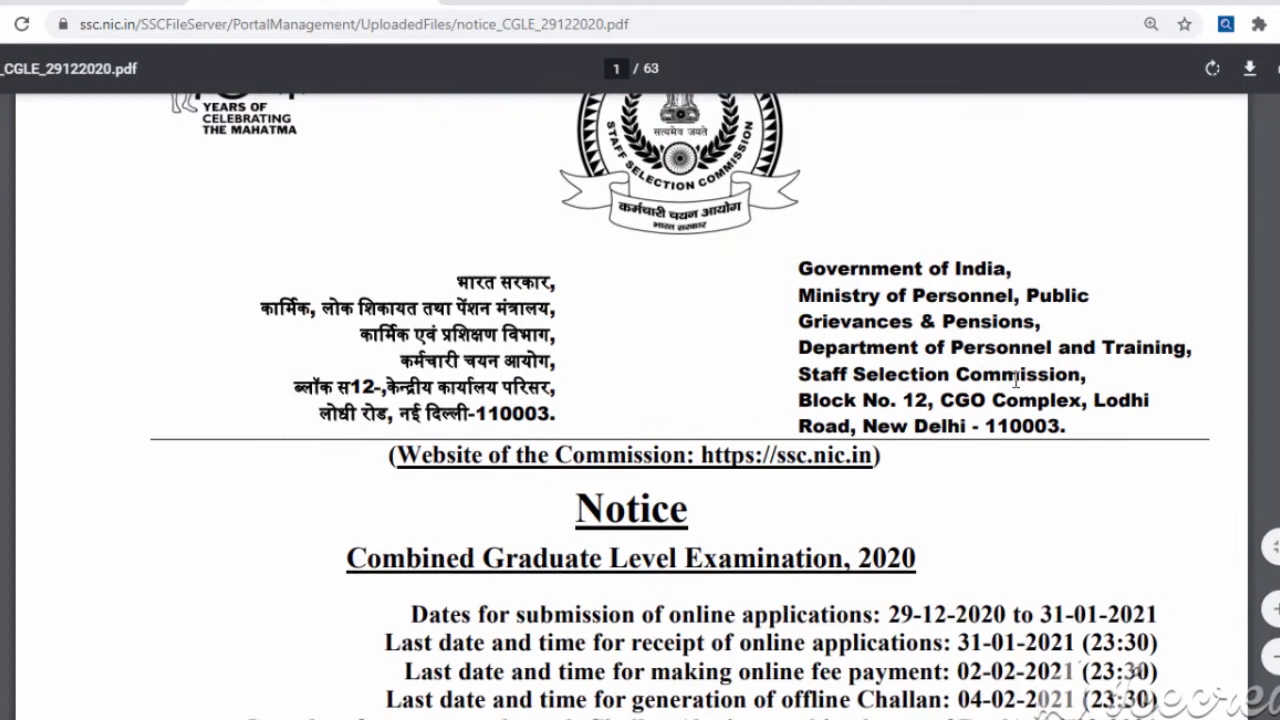 ssc.nic.in/SSCFileServer/PortalManagement/UploadedFiles/notice_CGLE_29122020.pdf
_CGLE_29122020.pdf
1 / 63
YEARS OF
CELEBRATING
THE MAHATMA
सत्यमेव जयते
STAFF SELECTION COMMISSION
कर्मचारी चयन आयोग
भारत सरकार
भारत सरकार,
कार्मिक, लोक शिकायत तथा पेंशन मंत्रालय,
कार्मिक एवं प्रशिक्षण विभाग,
कर्मचारी चयन आयोग,
ब्लॉक स12-,केन्द्रीय कार्यालय परिसर,
लोधी रोड, नई दिल्ली-110003.
Government of India,
Ministry of Personnel, Public
Grievances & Pensions,
Department of Personnel and Training,
Staff Selection Commission,
Block No. 12, CGO Complex, Lodhi
Road, New Delhi - 110003.
(Website of the Commission: https://ssc.nic.in)
Notice
Combined Graduate Level Examination, 2020
Dates for submission of online applications: 29-12-2020 to 31-01-2021
Last date and time for receipt of online applications: 31-01-2021 (23:30)
Last date and time for making online fee payment: 02-02-2021 (23:30)
Last date and time for generation of offline Challan: 04-02-2021 (23:30)